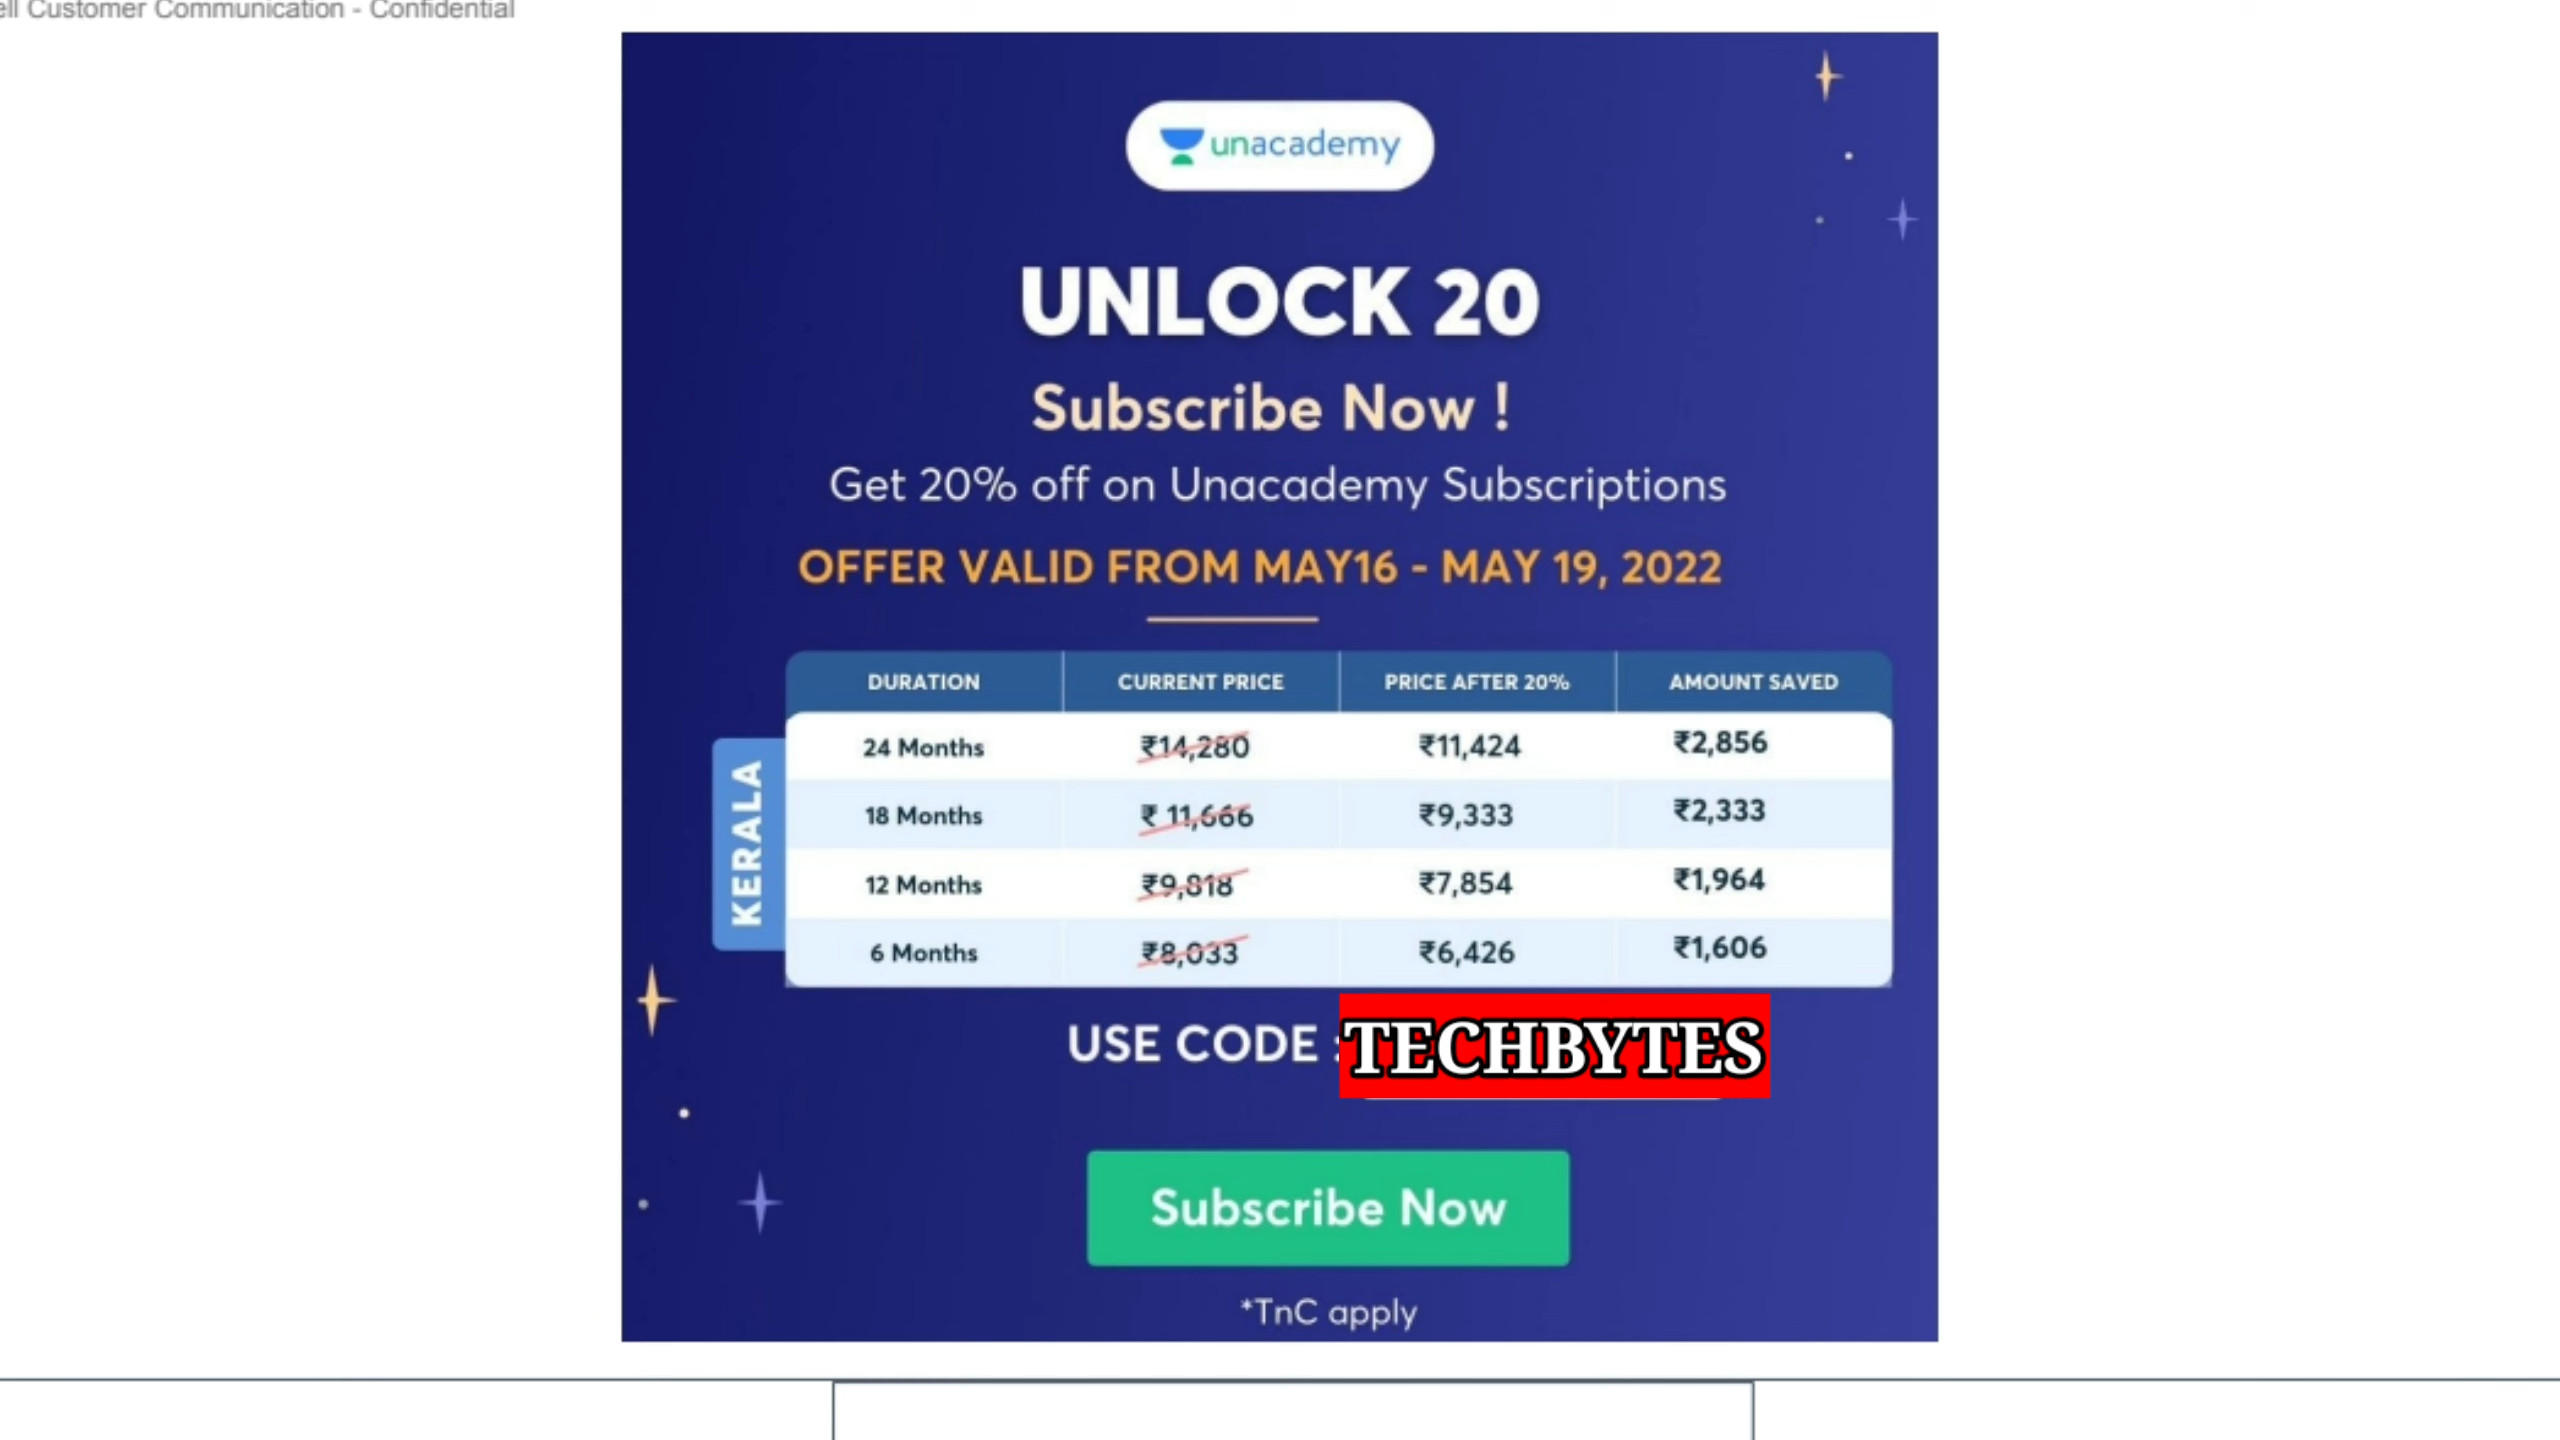 Customer Communication - Confidential
unacademy
UNLOCK 20
Subscribe Now !
Get 20% off on Unacademy Subscriptions
OFFER VALID FROM MAY16 - MAY 19, 2022
DURATION CURRENT PRICE PRICE AFTER 20% AMOUNT SAVED
KERALA
24 Months ₹14,280 ₹11,424 ₹2,856
18 Months ₹ 11,666 ₹9,333 ₹2,333
12 Months ₹9,818 ₹7,854 ₹1,964
6 Months ₹8,033 ₹6,426 ₹1,606
USE CODE : TECHBYTES
Subscribe Now
*TnC apply